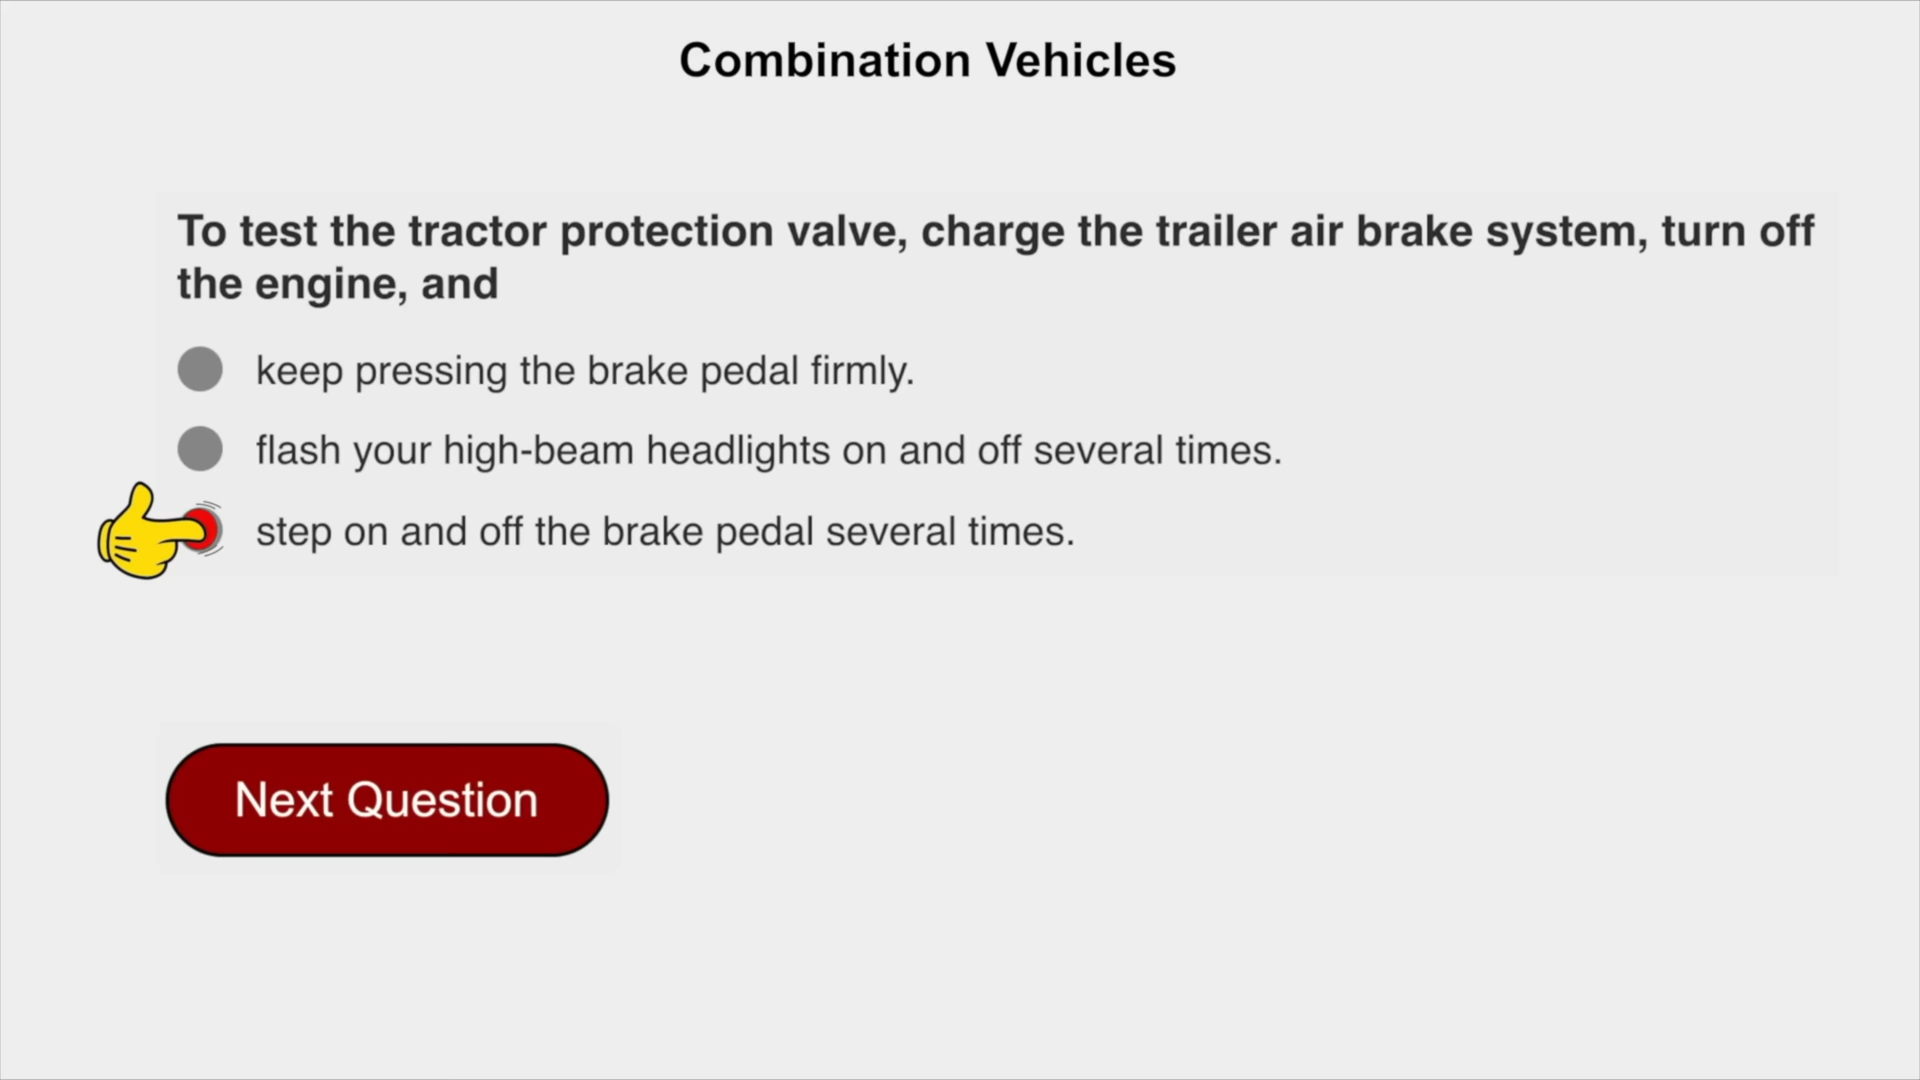 Combination Vehicles
To test the tractor protection valve, charge the trailer air brake system, turn off
the engine, and
keep pressing the brake pedal firmly.
flash your high-beam headlights on and off several times.
step on and off the brake pedal several times.
Next Question